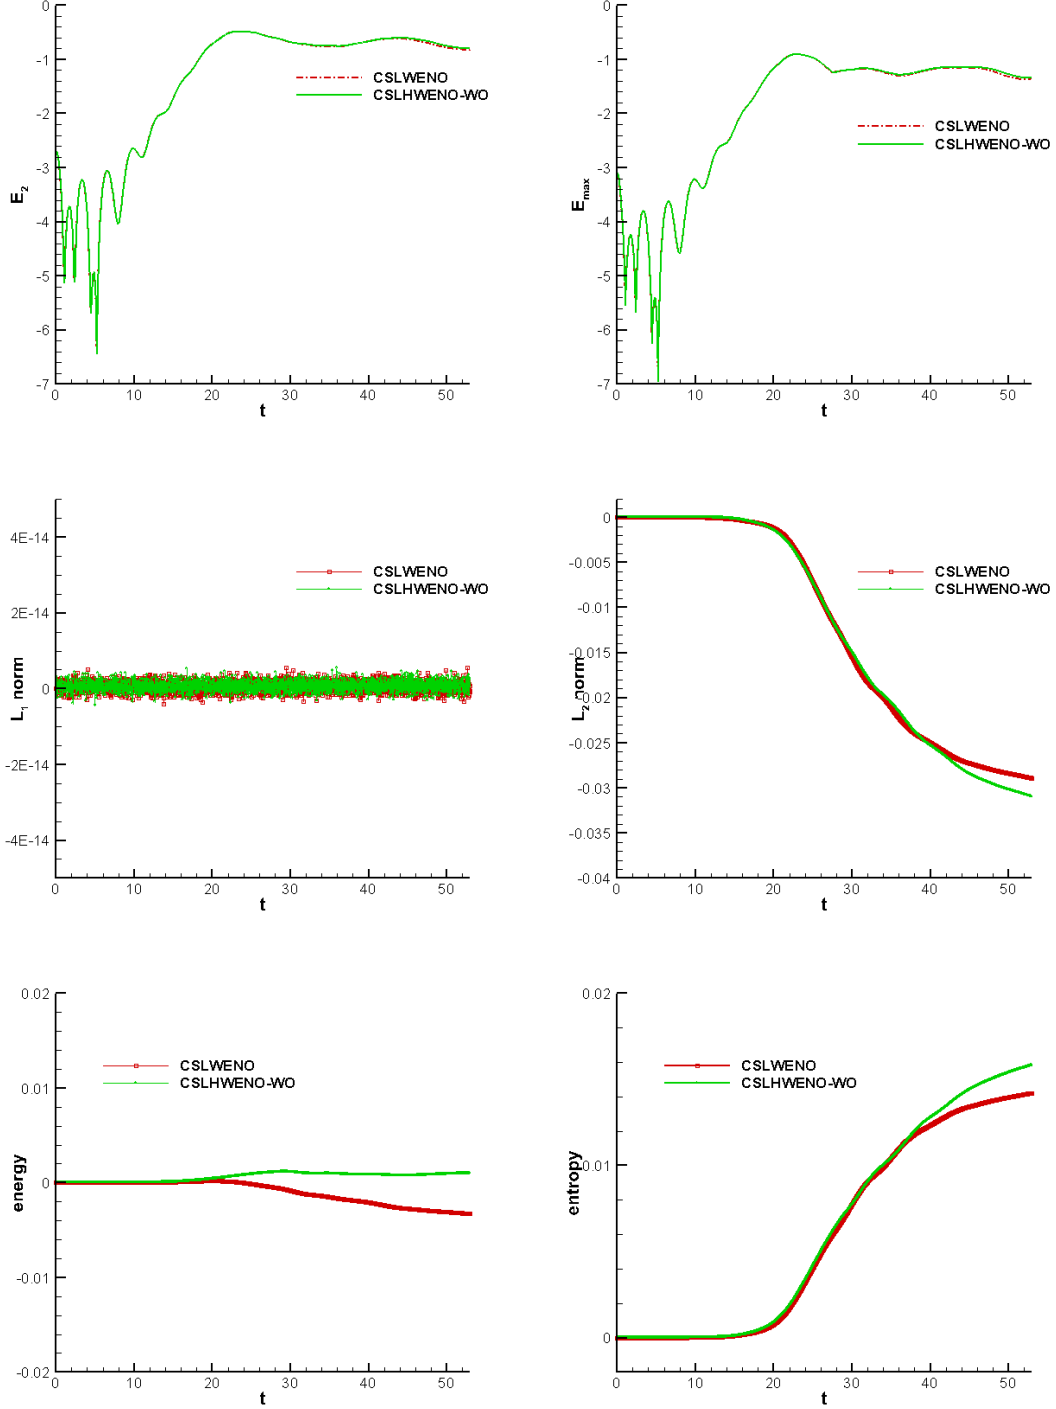 0
-1
-2
-3
-4
-5
-6
-7
E2
CSLWENO
CSLHWENO-WO
0 10 20 30 40 50
t
0
-1
-2
-3
-4
-5
-6
-7
Emax
CSLWENO
CSLHWENO-WO
0 10 20 30 40 50
t
4E-14
2E-14
0
-2E-14
-4E-14
L1 norm
CSLWENO
CSLHWENO-WO
0 10 20 30 40 50
t
0
-0.005
-0.01
-0.015
-0.02
-0.025
-0.03
-0.035
-0.04
L2 norm
CSLWENO
CSLHWENO-WO
0 10 20 30 40 50
t
0.02
0.01
0
-0.01
-0.02
energy
CSLWENO
CSLHWENO-WO
0 10 20 30 40 50
t
0.02
0.01
0
entropy
CSLWENO
CSLHWENO-WO
0 10 20 30 40 50
t